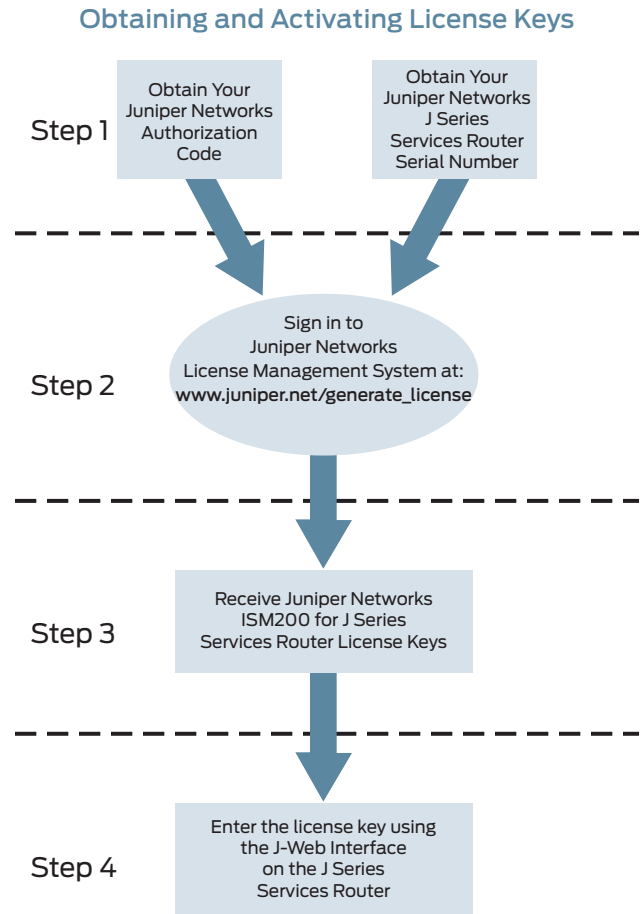 Obtaining and Activating License Keys
Step 1
Obtain Your
Juniper Networks
Authorization
Code
Obtain Your
Juniper Networks
J Series
Services Router
Serial Number
Step 2
Sign in to
Juniper Networks
License Management System at:
www.juniper.net/generate_license
Step 3
Receive Juniper Networks
ISM200 for J Series
Services Router License Keys
Step 4
Enter the license key using
the J-Web Interface
on the J Series
Services Router